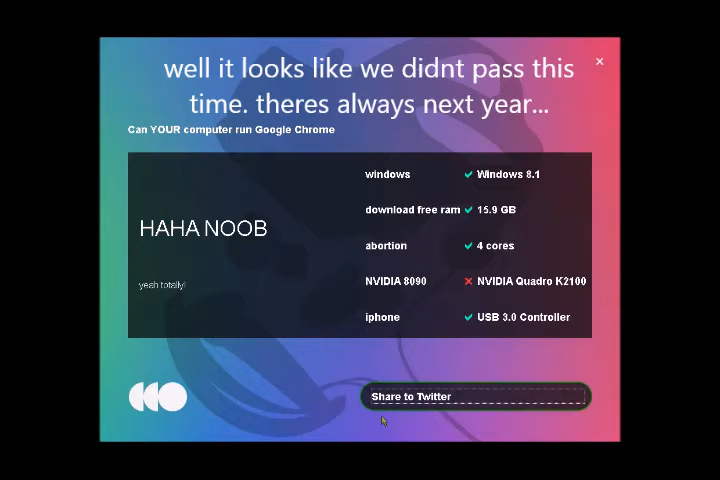 well it looks like we didnt pass this
time. theres always next year...
Can YOUR computer run Google Chrome
HAHA NOOB
yeah totally!
windows Windows 8.1
download free ram 15.9 GB
abortion 4 cores
NVIDIA 8090 NVIDIA Quadro K2100
iphone USB 3.0 Controller
Share to Twitter